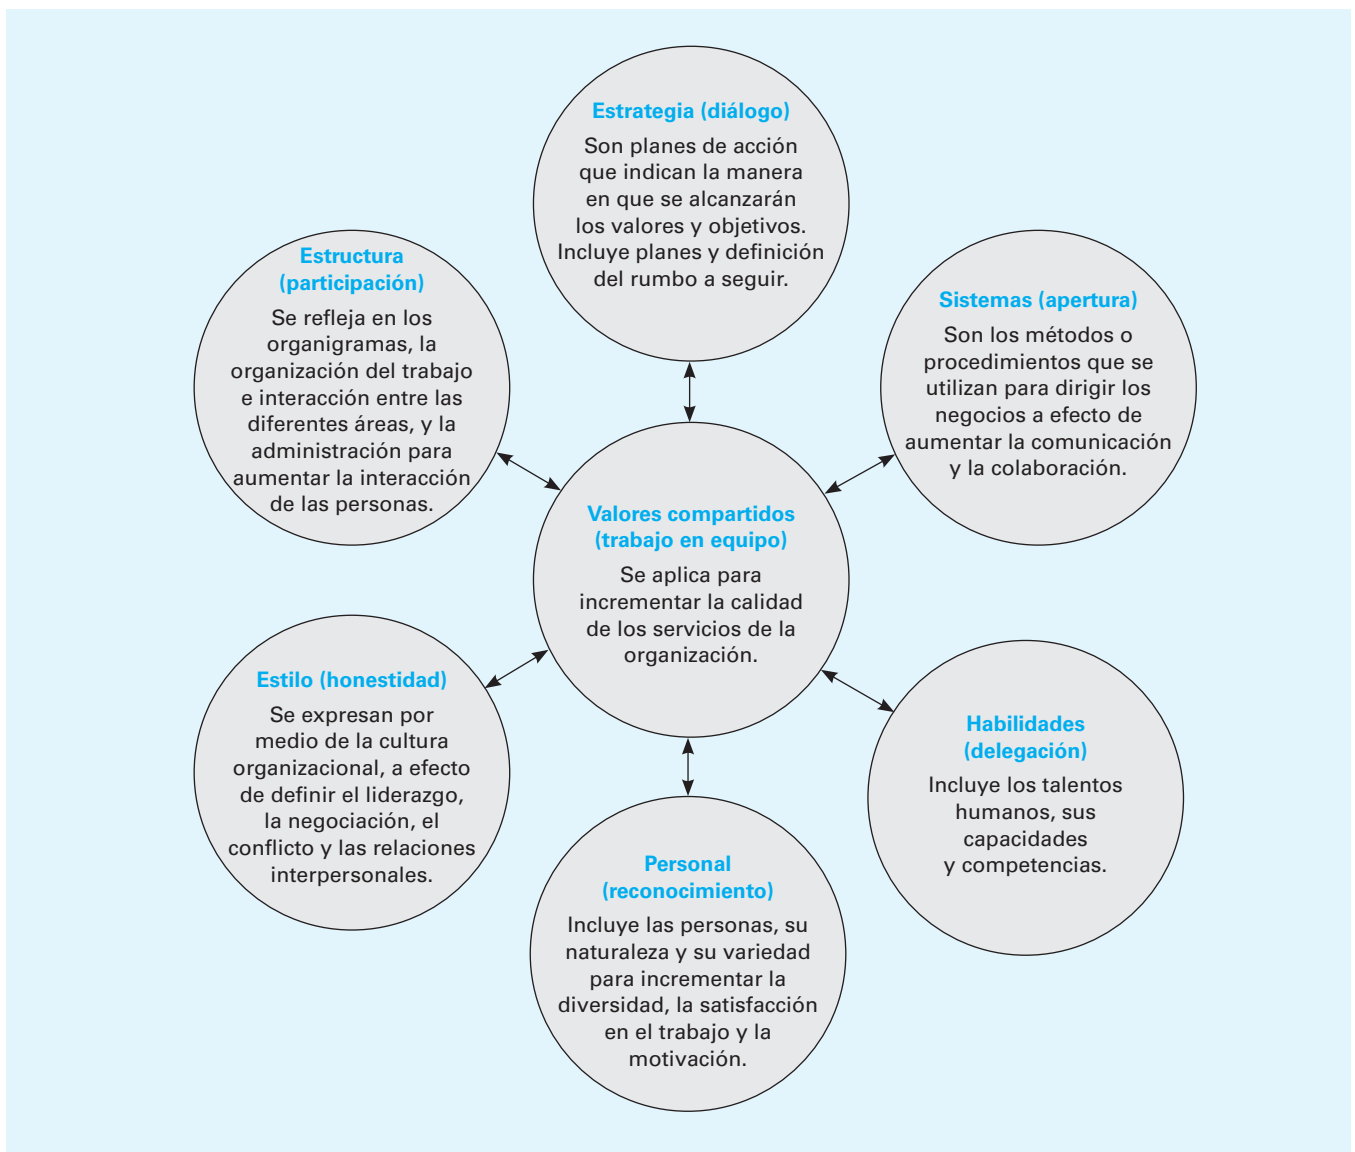 Estrategia (diálogo)
Son planes de acción
que indican la manera
en que se alcanzarán
los valores y objetivos.
Incluye planes y definición
del rumbo a seguir.
Estructura
(participación)
Se refleja en los
organigramas, la
organización del trabajo
e interacción entre las
diferentes áreas, y la
administración para
aumentar la interacción
de las personas.
Sistemas (apertura)
Son los métodos o
procedimientos que se
utilizan para dirigir los
negocios a efecto de
aumentar la comunicación
y la colaboración.
Valores compartidos
(trabajo en equipo)
Se aplica para
incrementar la calidad
de los servicios de la
organización.
Estilo (honestidad)
Se expresan por
medio de la cultura
organizacional, a efecto
de definir el liderazgo,
la negociación, el
conflicto y las relaciones
interpersonales.
Habilidades
(delegación)
Incluye los talentos
humanos, sus
capacidades
y competencias.
Personal
(reconocimiento)
Incluye las personas, su
naturaleza y su variedad
para incrementar la
diversidad, la satisfacción
en el trabajo y la
motivación.